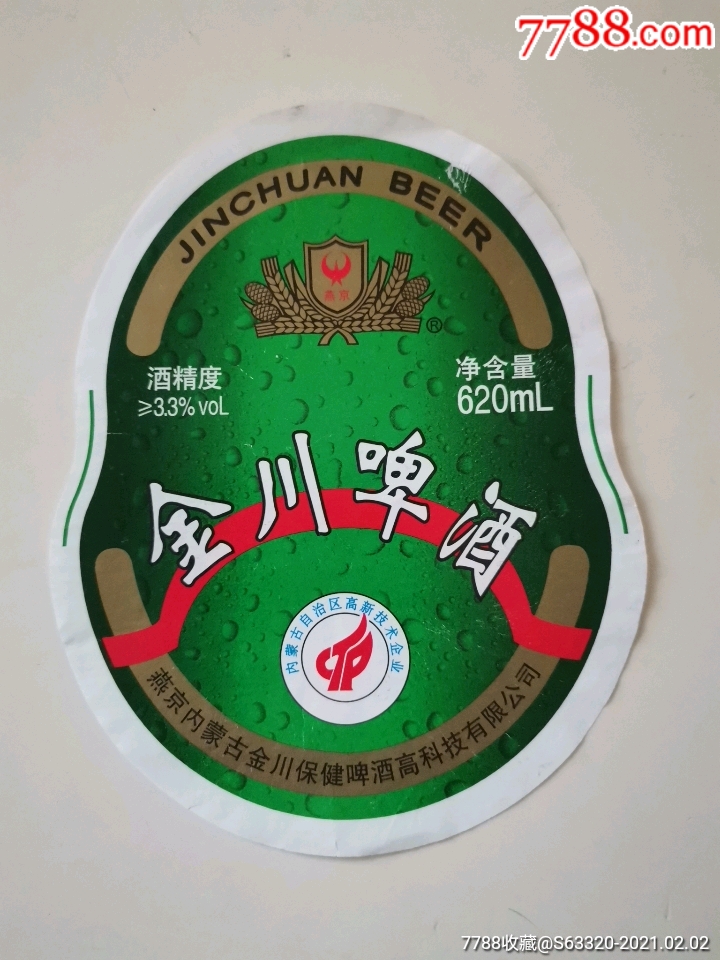 7788.com
JINCHUAN BEER
燕京
®
酒精度
≥3.3% voL
净含量
620mL
金川啤酒
内蒙古自治区高新技术企业
燕京内蒙古金川保健啤酒高科技有限公司
7788收藏@S63320-2021.02.02